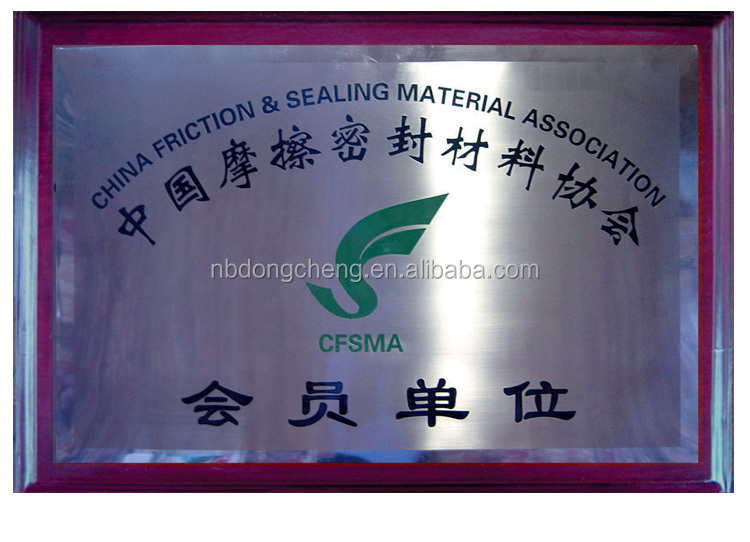 CHINA FRICTION & SEALING MATERIAL ASSOCIATION
中国摩擦密封材料协会
nbdongcheng.en.alibaba.com
CFSMA
会员单位